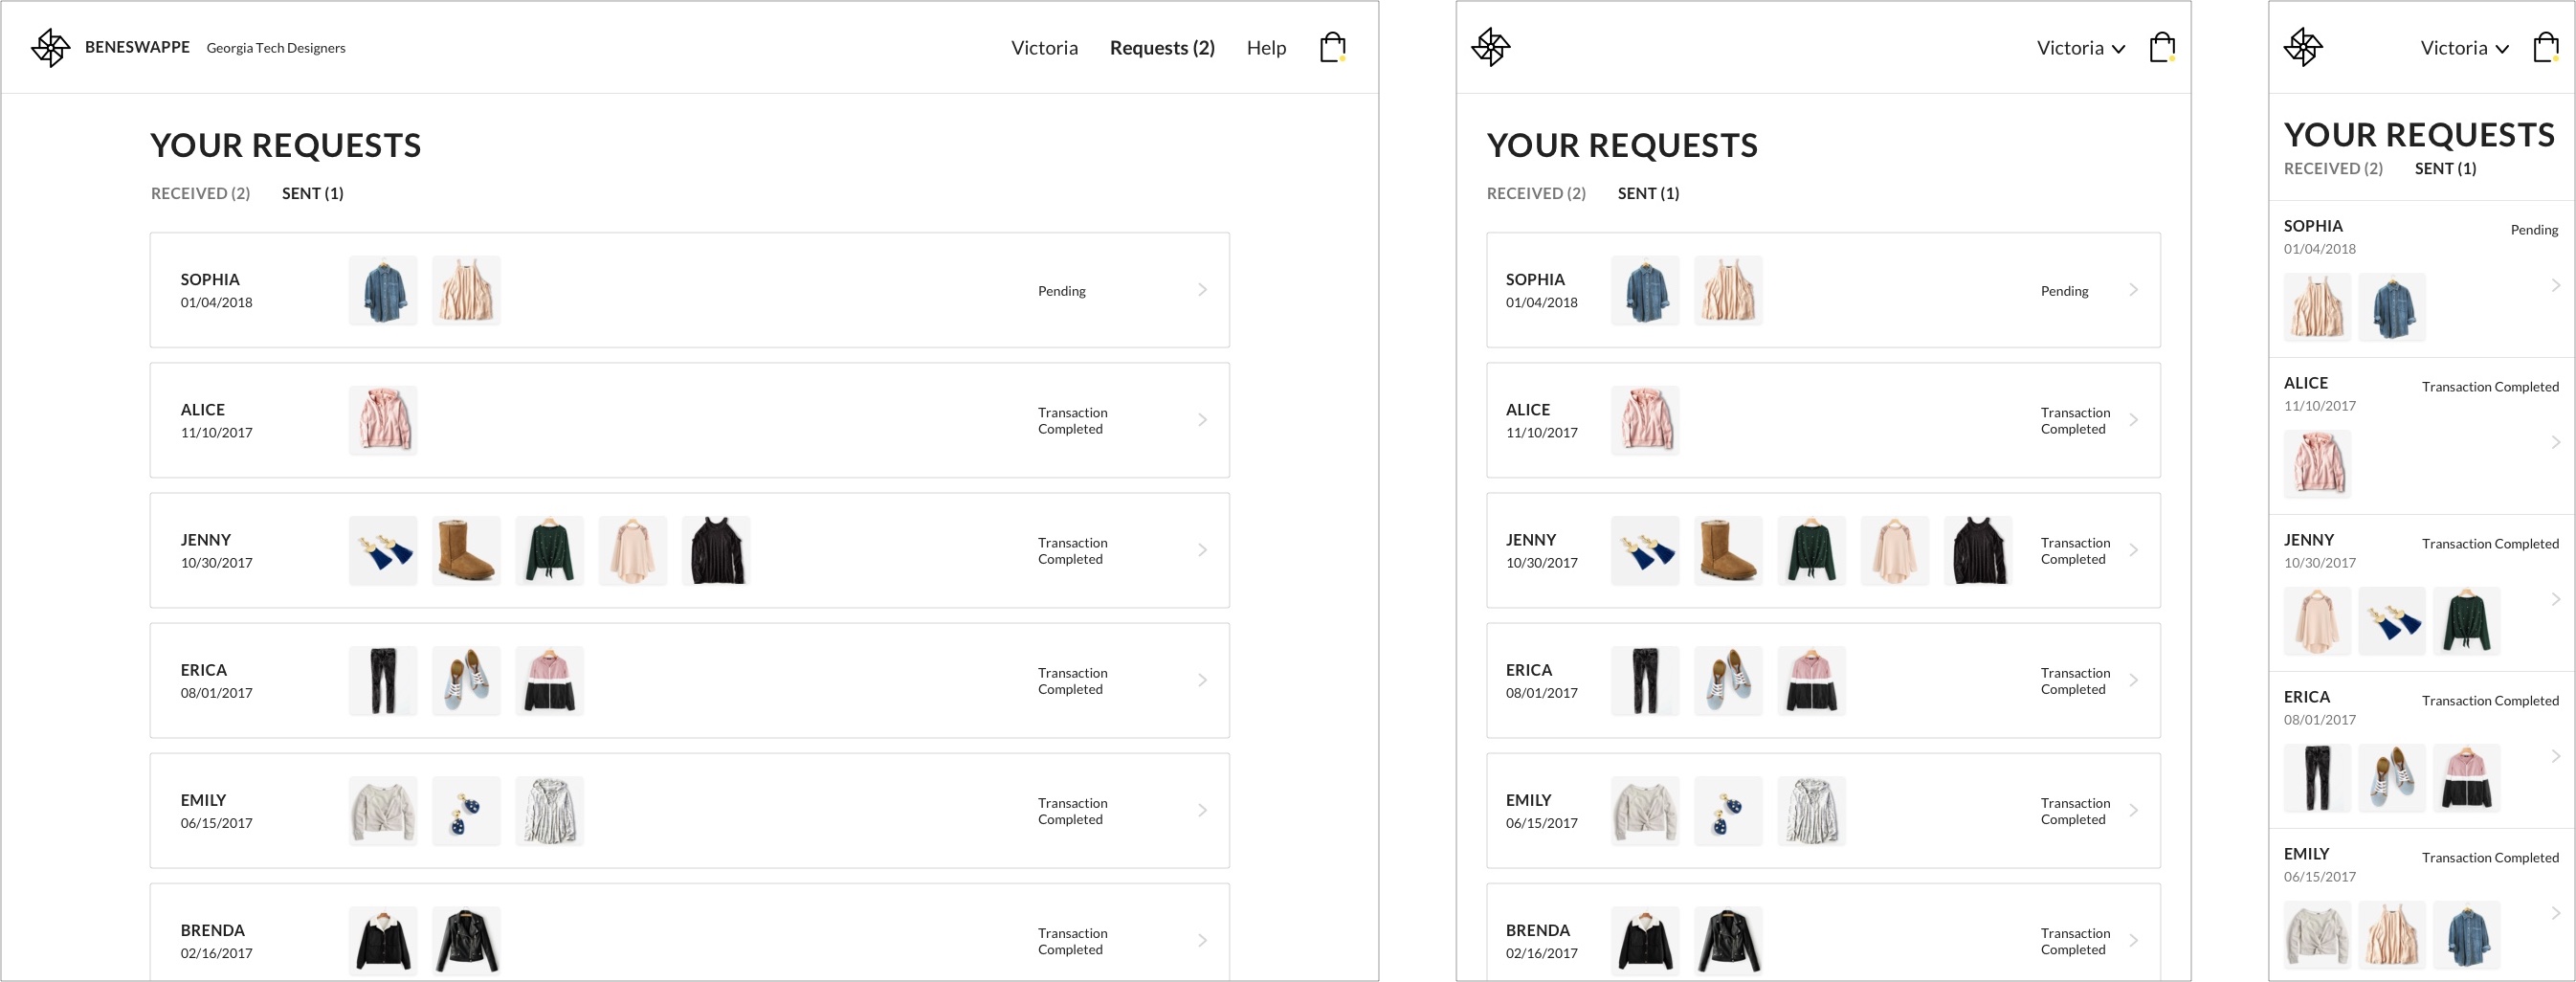 BENESWAPPE Georgia Tech Designers Victoria Requests (2) Help
YOUR REQUESTS
RECEIVED (2) SENT (1)
SOPHIA
01/04/2018
Pending
ALICE
11/10/2017
Transaction
Completed
JENNY
10/30/2017
Transaction
Completed
ERICA
08/01/2017
Transaction
Completed
EMILY
06/15/2017
Transaction
Completed
BRENDA
02/16/2017
Transaction
Completed
Victoria
YOUR REQUESTS
RECEIVED (2) SENT (1)
SOPHIA
01/04/2018
Pending
ALICE
11/10/2017
Transaction
Completed
JENNY
10/30/2017
Transaction
Completed
ERICA
08/01/2017
Transaction
Completed
EMILY
06/15/2017
Transaction
Completed
BRENDA
02/16/2017
Transaction
Completed
Victoria
YOUR REQUESTS
RECEIVED (2) SENT (1)
SOPHIA Pending
01/04/2018
ALICE Transaction Completed
11/10/2017
JENNY Transaction Completed
10/30/2017
ERICA Transaction Completed
08/01/2017
EMILY Transaction Completed
06/15/2017